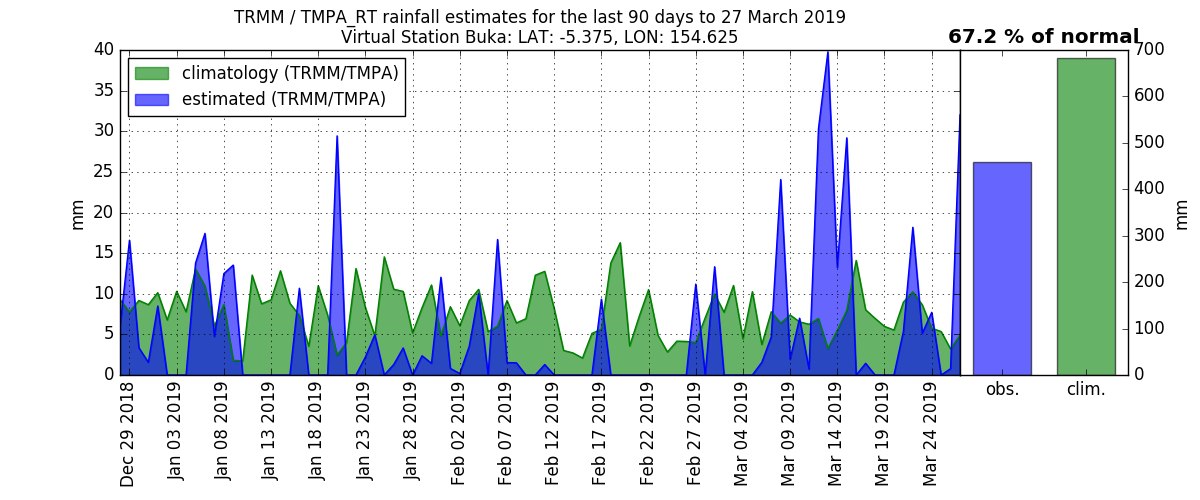 TRMM / TMPA_RT rainfall estimates for the last 90 days to 27 March 2019
Virtual Station Buka: LAT: -5.375, LON: 154.625
67.2 % of normal
climatology (TRMM/TMPA)
estimated (TRMM/TMPA)
mm
40
35
30
25
20
15
10
5
0
Dec 29 2018
Jan 03 2019
Jan 08 2019
Jan 13 2019
Jan 18 2019
Jan 23 2019
Jan 28 2019
Feb 02 2019
Feb 07 2019
Feb 12 2019
Feb 17 2019
Feb 22 2019
Feb 27 2019
Mar 04 2019
Mar 09 2019
Mar 14 2019
Mar 19 2019
Mar 24 2019
700
600
500
400
300
200
100
0
mm
obs.
clim.